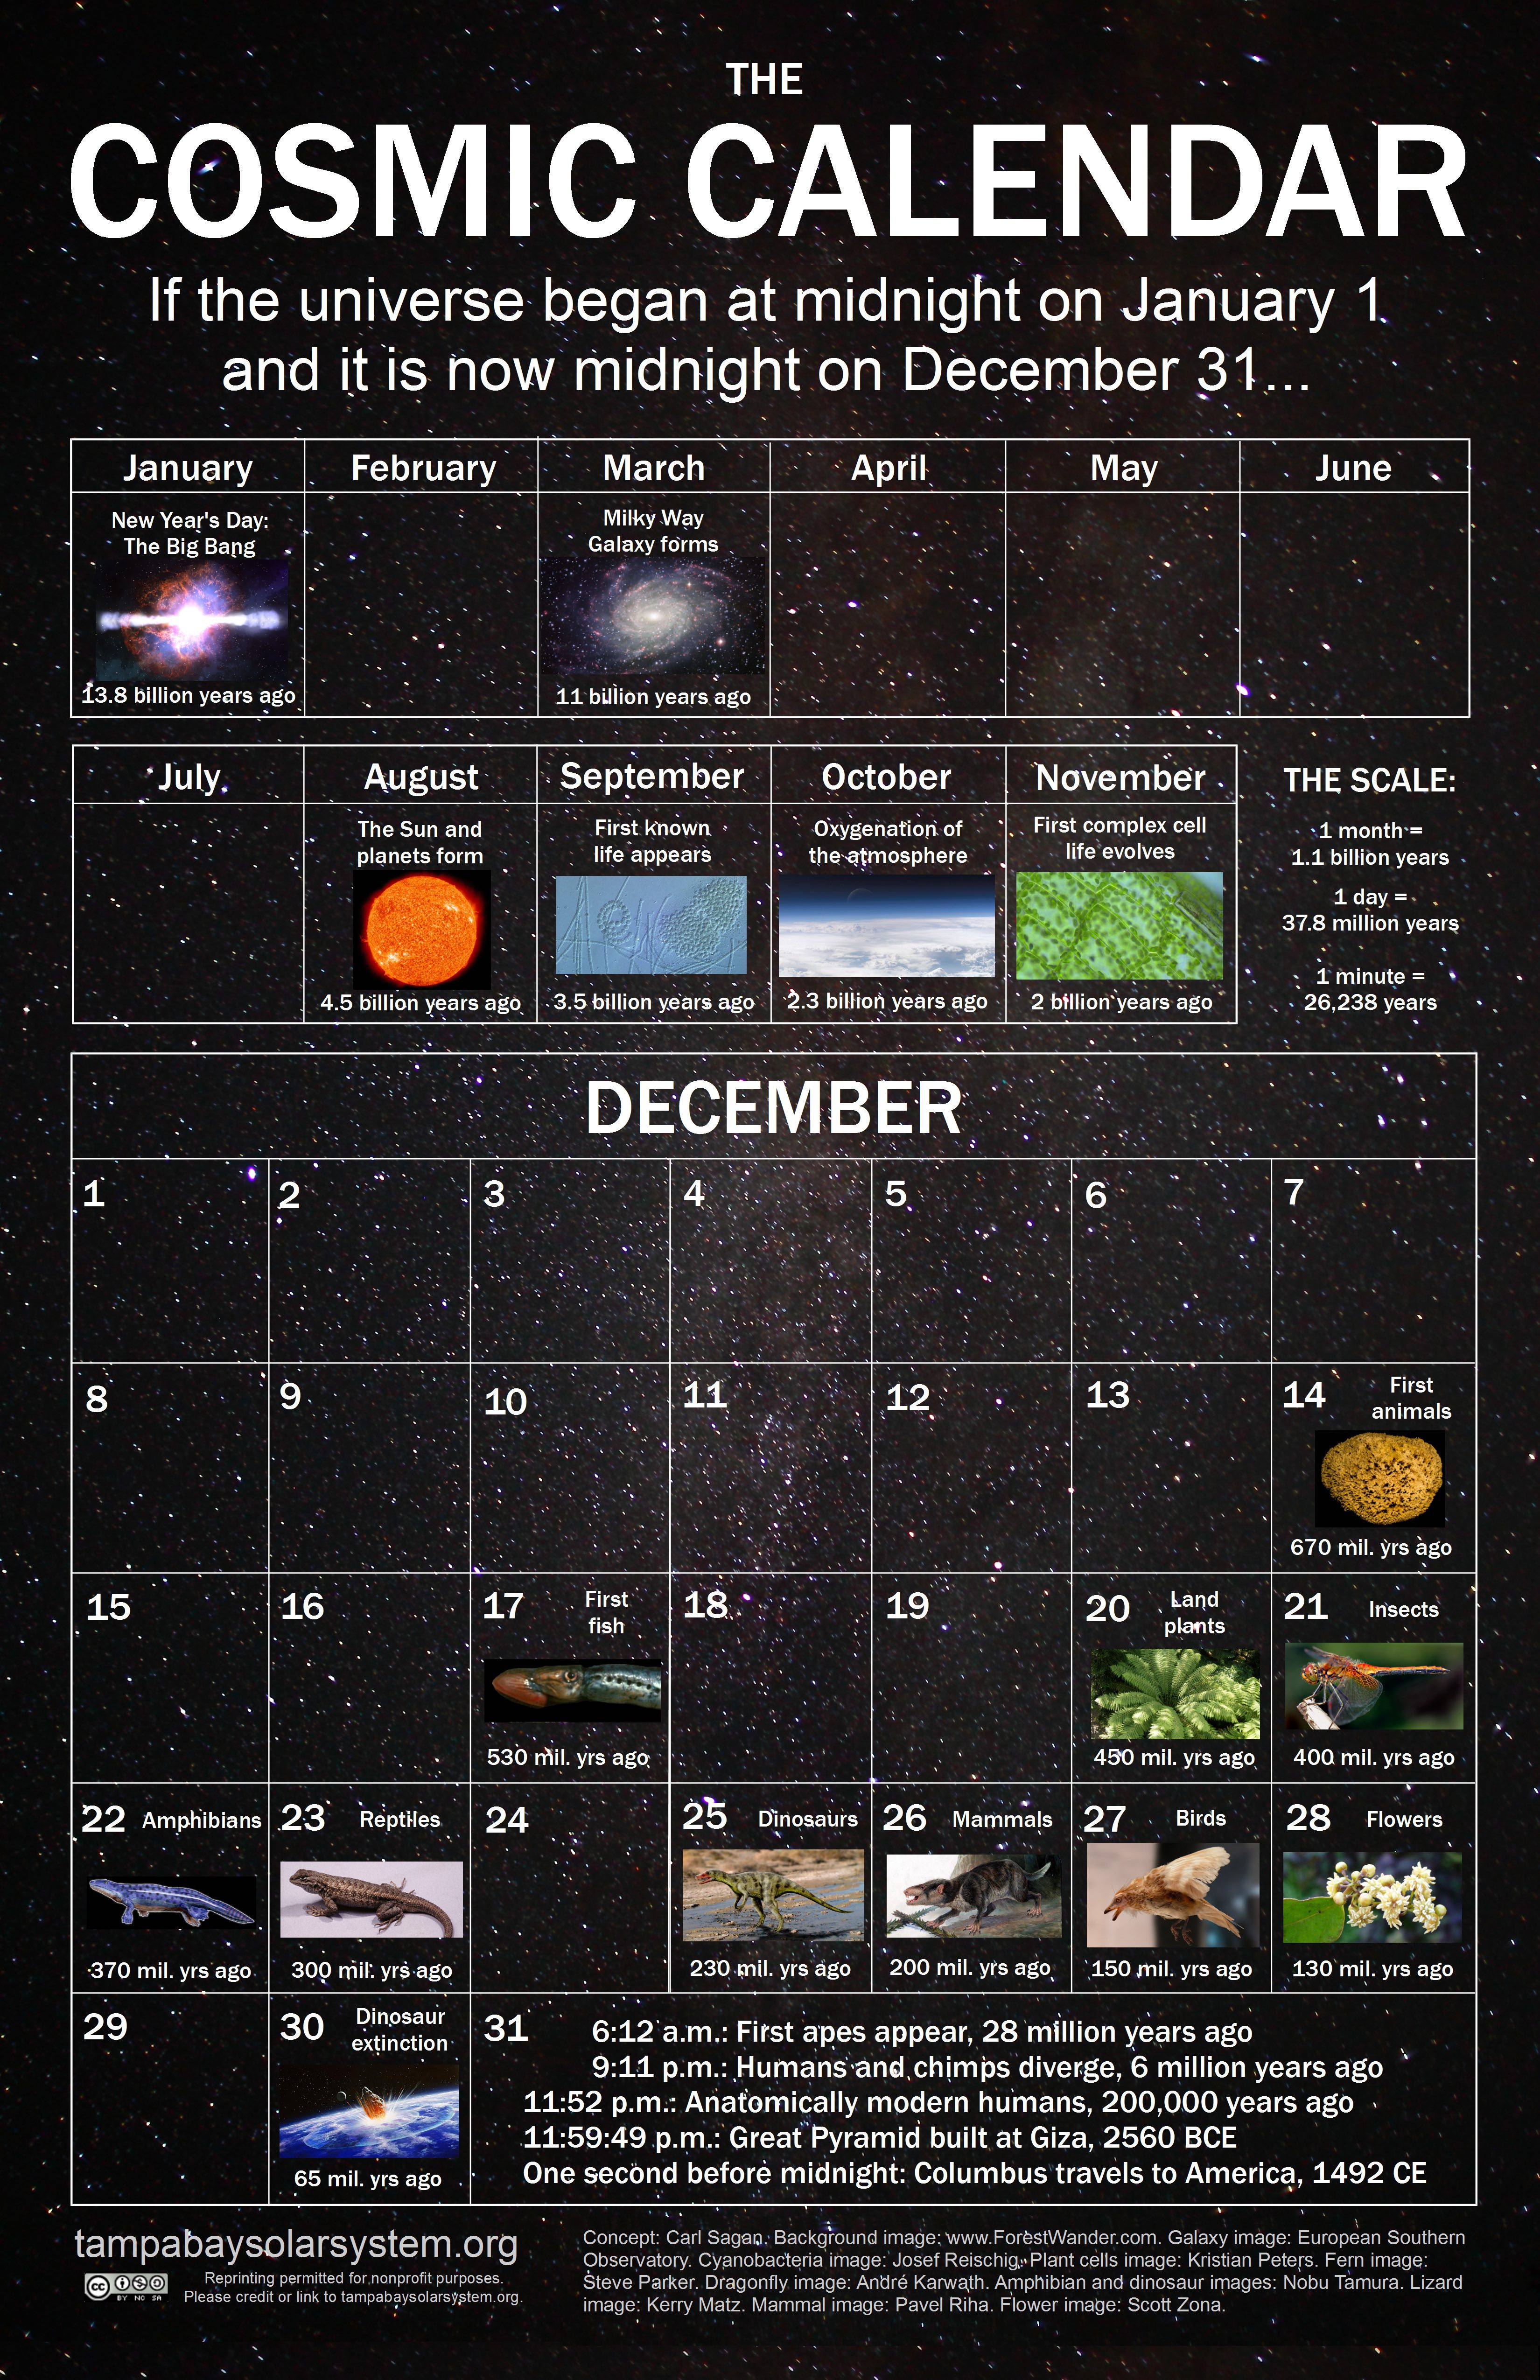 THE
COSMIC CALENDAR
If the universe began at midnight on January 1
and it is now midnight on December 31...
January
February
March
April
May
June
New Year's Day:
The Big Bang
13.8 billion years ago
Milky Way
Galaxy forms
11 billion years ago
July
August
September
October
November
The Sun and
planets form
4.5 billion years ago
First known
life appears
3.5 billion years ago
Oxygenation of
the atmosphere
2.3 billion years ago
First complex cell
life evolves
2 billion years ago
THE SCALE:
1 month =
1.1 billion years
1 day =
37.8 million years
1 minute =
26,238 years
DECEMBER
1
2
3
4
5
6
7
8
9
10
11
12
13
14
First
animals
670 mil. yrs ago
15
16
17
First
fish
530 mil. yrs ago
18
19
20
Land
plants
450 mil. yrs ago
21
Insects
400 mil. yrs ago
22
Amphibians
370 mil. yrs ago
23
Reptiles
300 mil. yrs ago
24
25
Dinosaurs
230 mil. yrs ago
26
Mammals
200 mil. yrs ago
27
Birds
150 mil. yrs ago
28
Flowers
130 mil. yrs ago
29
30
Dinosaur
extinction
65 mil. yrs ago
31
6:12 a.m.: First apes appear, 28 million years ago
9:11 p.m.: Humans and chimps diverge, 6 million years ago
11:52 p.m.: Anatomically modern humans, 200,000 years ago
11:59:49 p.m.: Great Pyramid built at Giza, 2560 BCE
One second before midnight: Columbus travels to America, 1492 CE
tampabaysolarsystem.org
cc BY NC SA
Reprinting permitted for nonprofit purposes.
Please credit or link to tampabaysolarsystem.org.
Concept: Carl Sagan. Background image: www.ForestWander.com. Galaxy image: European Southern
Observatory. Cyanobacteria image: Josef Reischig. Plant cells image: Kristian Peters. Fern image:
Steve Parker. Dragonfly image: André Karwath. Amphibian and dinosaur images: Nobu Tamura. Lizard
image: Kerry Matz. Mammal image: Pavel Riha. Flower image: Scott Zona.